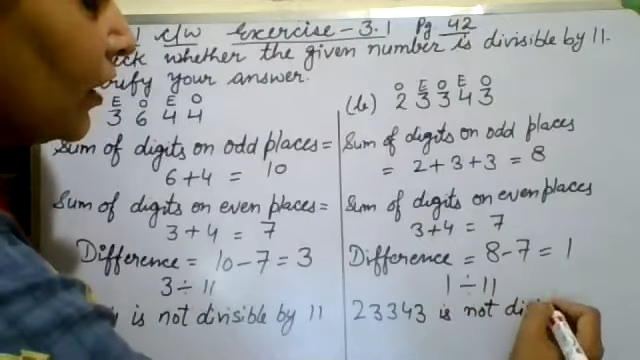 1 C/W Exercise - 3.1 Pg 42
whether the given number is divisible by 11.
your answer.
E O E O
3 6 4 4
Sum of digits on odd places =
6+4 = 10
Sum of digits on even places =
3+4 = 7
Difference = 10-7 = 3
3 ÷ 11
is not divisible by 11
(b) O E O E O
2 3 3 4 3
Sum of digits on odd places
= 2+3+3 = 8
Sum of digits on even places
3+4 = 7
Difference = 8-7 = 1
1 ÷ 11
23343 is not di